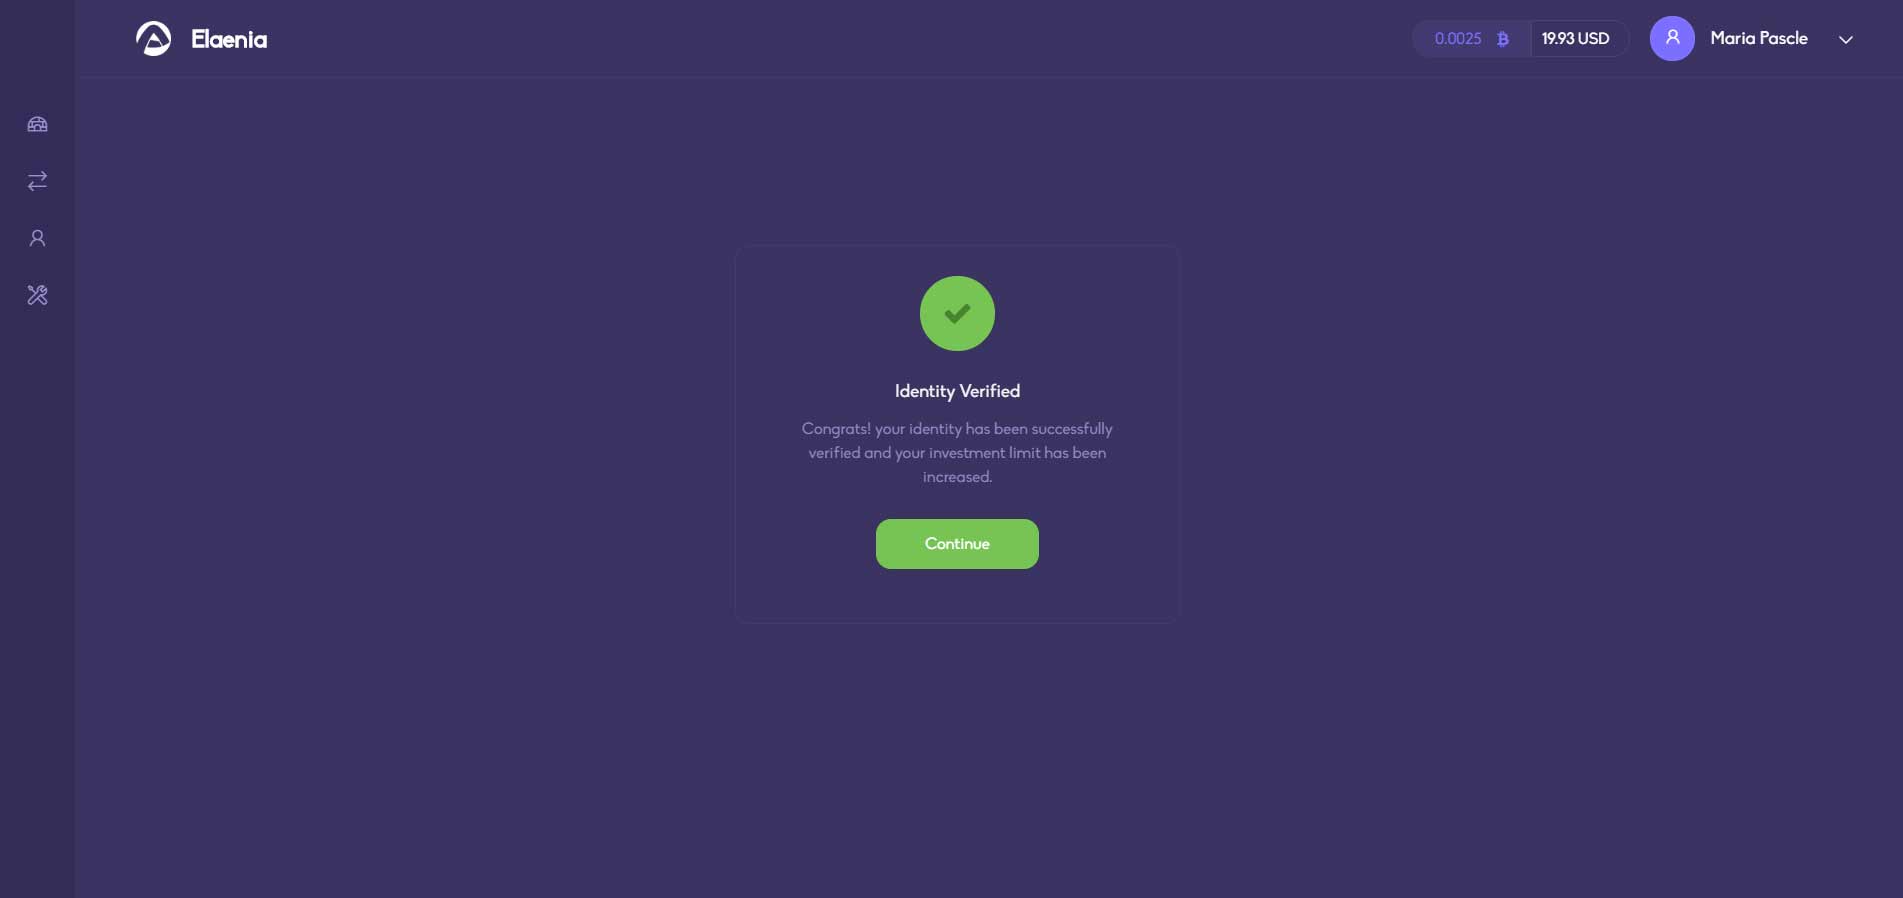 Elaenia
0.0025
19.93 USD
Maria Pascle
Identity Verified
Congrats! your identity has been successfully
verified and your investment limit has been
increased.
Continue